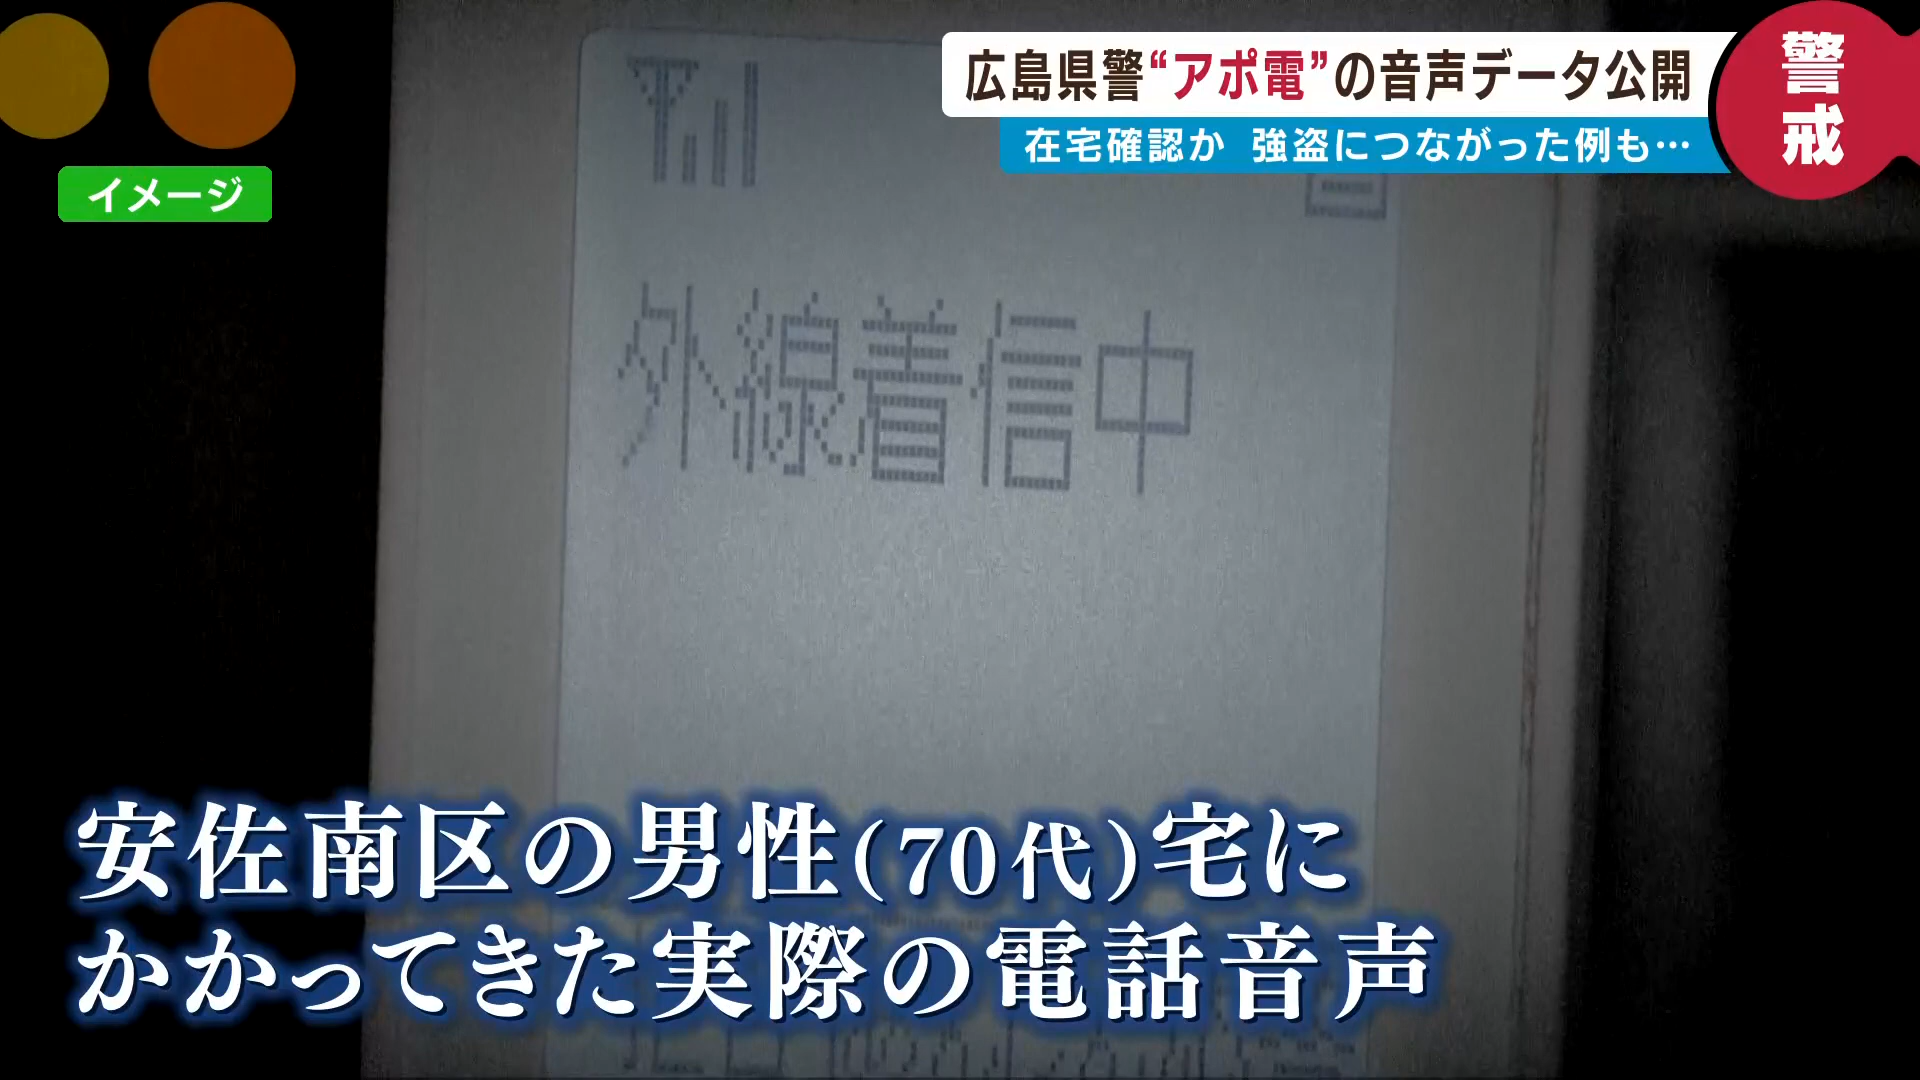 広島県警“アポ電”の音声データ公開
在宅確認か 強盗につながった例も…
警戒
イメージ
外線着信中
安佐南区の男性(70代)宅に
かかってきた実際の電話音声